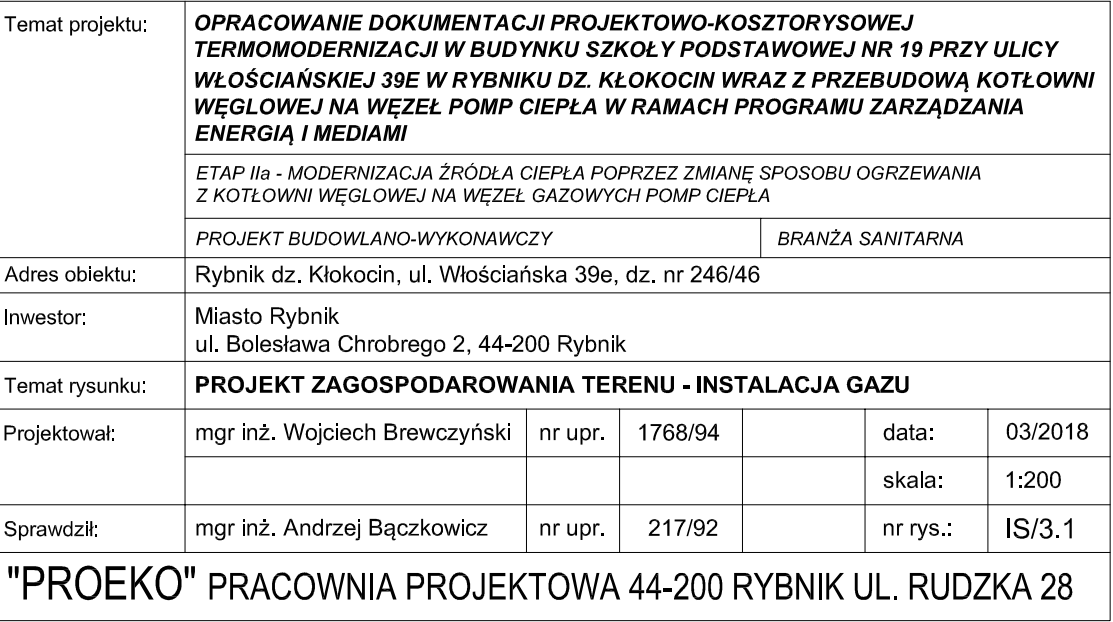 Temat projektu: OPRACOWANIE DOKUMENTACJI PROJEKTOWO-KOSZTORYSOWEJ
TERMOMODERNIZACJI W BUDYNKU SZKOŁY PODSTAWOWEJ NR 19 PRZY ULICY
WŁOŚCIAŃSKIEJ 39E W RYBNIKU DZ. KŁOKOCIN WRAZ Z PRZEBUDOWĄ KOTŁOWNI
WĘGLOWEJ NA WĘZEŁ POMP CIEPŁA W RAMACH PROGRAMU ZARZĄDZANIA
ENERGIĄ I MEDIAMI
ETAP IIa - MODERNIZACJA ŹRÓDŁA CIEPŁA POPRZEZ ZMIANĘ SPOSOBU OGRZEWANIA
Z KOTŁOWNI WĘGLOWEJ NA WĘZEŁ GAZOWYCH POMP CIEPŁA
PROJEKT BUDOWLANO-WYKONAWCZY BRANŻA SANITARNA
Adres obiektu: Rybnik dz. Kłokocin, ul. Włościańska 39e, dz. nr 246/46
Inwestor: Miasto Rybnik
ul. Bolesława Chrobrego 2, 44-200 Rybnik
Temat rysunku: PROJEKT ZAGOSPODAROWANIA TERENU - INSTALACJA GAZU
Projektował: mgr inż. Wojciech Brewczyński nr upr. 1768/94 data: 03/2018
skala: 1:200
Sprawdził: mgr inż. Andrzej Bączkowicz nr upr. 217/92 nr rys.: IS/3.1
"PROEKO" PRACOWNIA PROJEKTOWA 44-200 RYBNIK UL. RUDZKA 28